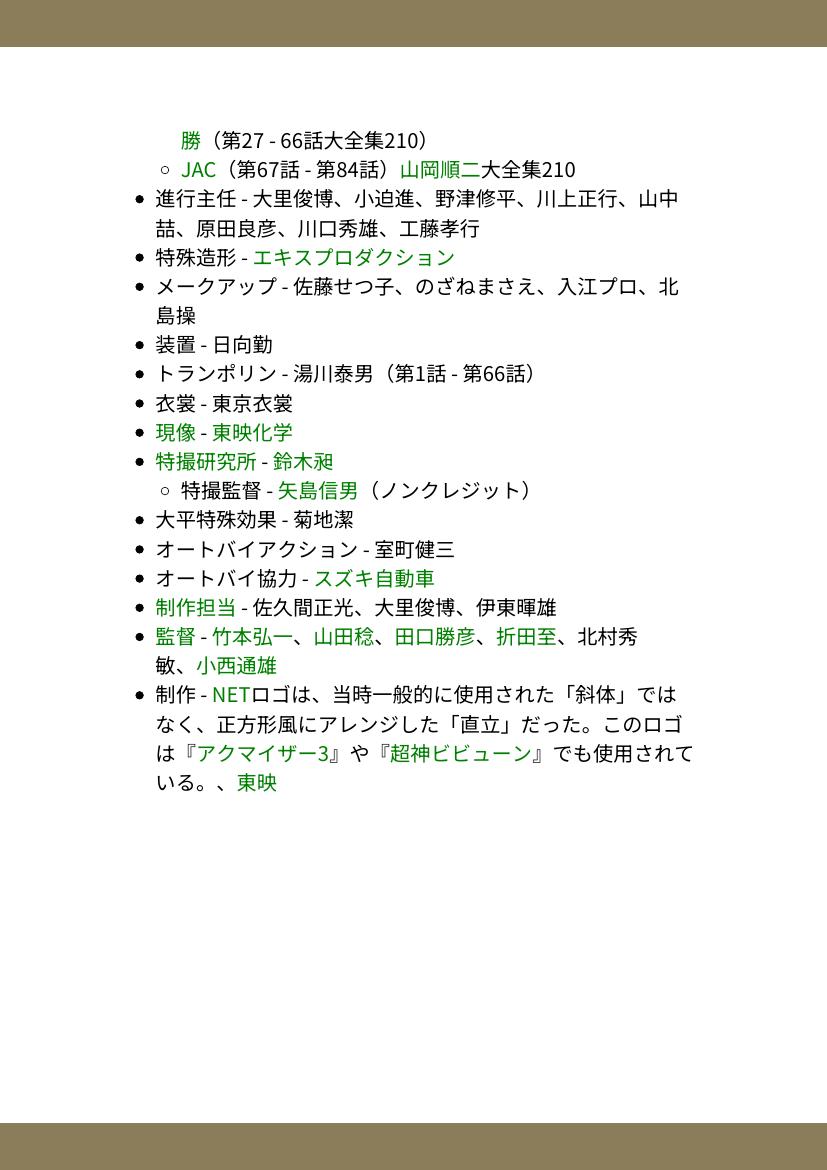 勝（第27 - 66話大全集210）
JAC（第67話 - 第84話）山岡順二大全集210
進行主任 - 大里俊博、小迫進、野津修平、川上正行、山中
喆、原田良彦、川口秀雄、工藤孝行
特殊造形 - エキスプロダクション
メークアップ - 佐藤せつ子、のざねまさえ、入江プロ、北
島操
装置 - 日向勤
トランポリン - 湯川泰男（第1話 - 第66話）
衣裳 - 東京衣裳
現像 - 東映化学
特撮研究所 - 鈴木昶
特撮監督 - 矢島信男（ノンクレジット）
大平特殊効果 - 菊地潔
オートバイアクション - 室町健三
オートバイ協力 - スズキ自動車
制作担当 - 佐久間正光、大里俊博、伊東暉雄
監督 - 竹本弘一、山田稔、田口勝彦、折田至、北村秀
敏、小西通雄
制作 - NETロゴは、当時一般的に使用された「斜体」では
なく、正方形風にアレンジした「直立」だった。このロゴ
は『アクマイザー3』や『超神ビビューン』でも使用されて
いる。、東映